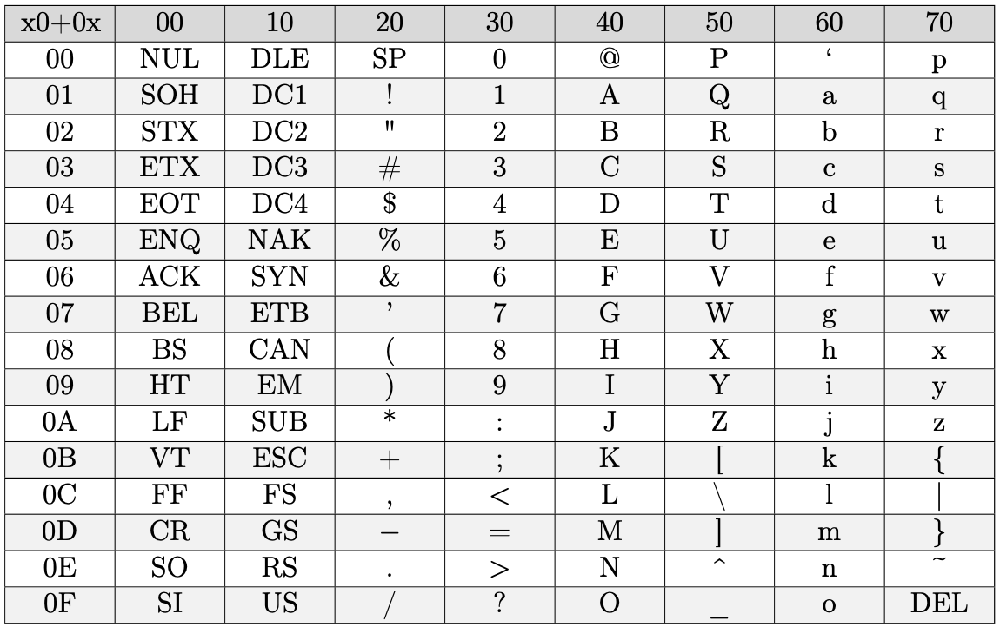 x0+0x 00 10 20 30 40 50 60 70
00 NUL DLE SP 0 @ P ‘ p
01 SOH DC1 ! 1 A Q a q
02 STX DC2 " 2 B R b r
03 ETX DC3 # 3 C S c s
04 EOT DC4 $ 4 D T d t
05 ENQ NAK % 5 E U e u
06 ACK SYN & 6 F V f v
07 BEL ETB ’ 7 G W g w
08 BS CAN ( 8 H X h x
09 HT EM ) 9 I Y i y
0A LF SUB * : J Z j z
0B VT ESC + ; K [ k {
0C FF FS , < L \ l |
0D CR GS − = M ] m }
0E SO RS . > N ^ n ~
0F SI US / ? O _ o DEL